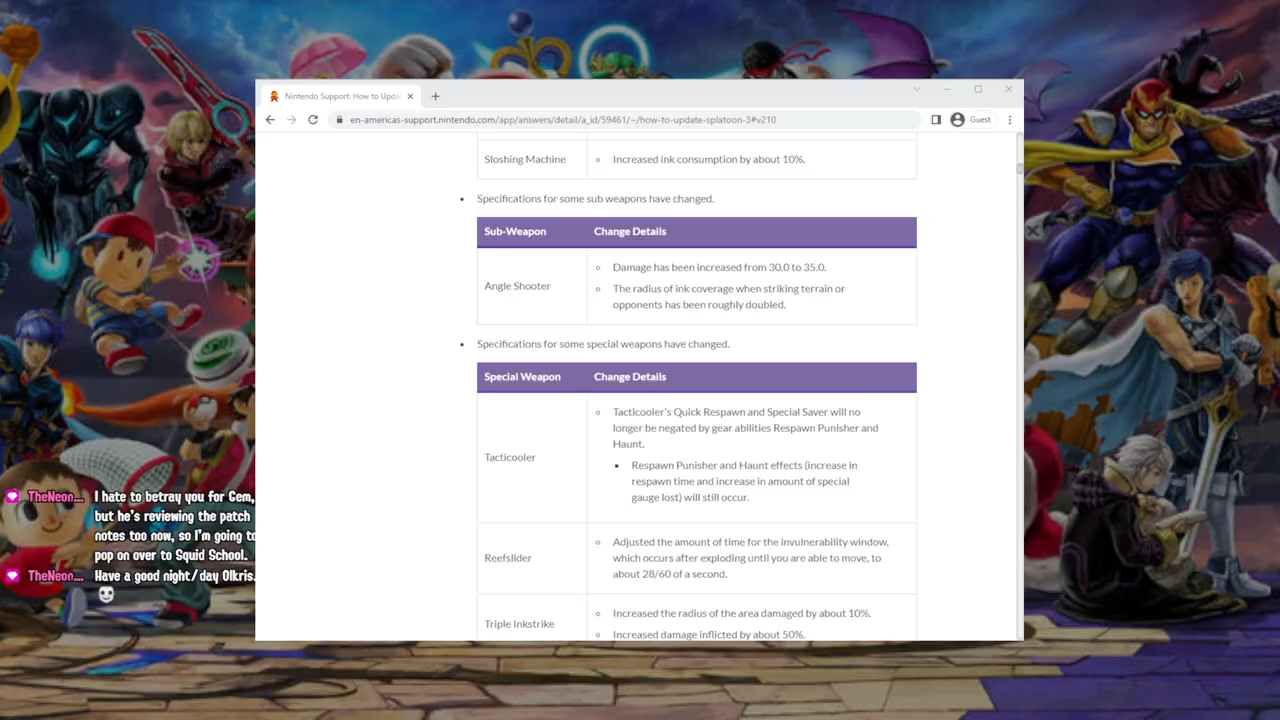 Nintendo Support: How to Upda
Guest
en-americas-support.nintendo.com/app/answers/detail/a_id/59461/~/how-to-update-splatoon-3#v210
Sloshing Machine
Increased ink consumption by about 10%.
Specifications for some sub weapons have changed.
Sub-Weapon
Change Details
Angle Shooter
Damage has been increased from 30.0 to 35.0.
The radius of ink coverage when striking terrain or
opponents has been roughly doubled.
Specifications for some special weapons have changed.
Special Weapon
Change Details
Tacticooler
Tacticooler's Quick Respawn and Special Saver will no
longer be negated by gear abilities Respawn Punisher and
Haunt.
Respawn Punisher and Haunt effects (increase in
respawn time and increase in amount of special
gauge lost) will still occur.
Reefslider
Adjusted the amount of time for the invulnerability window,
which occurs after exploding until you are able to move, to
about 28/60 of a second.
Triple Inkstrike
Increased the radius of the area damaged by about 10%.
Increased damage inflicted by about 50%.
TheNeon... I hate to betray you for Gem,
but he's reviewing the patch
notes too now, so I'm going to
pop on over to Squid School.
TheNeon... Have a good night/day Olkris.